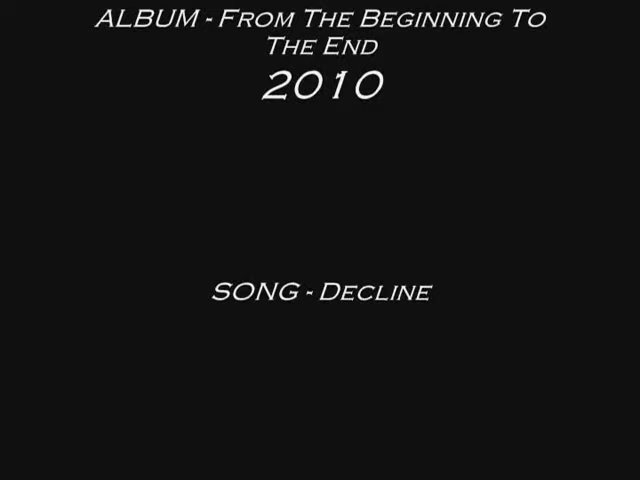 ALBUM - From The Beginning To
The End
2010
SONG - Decline